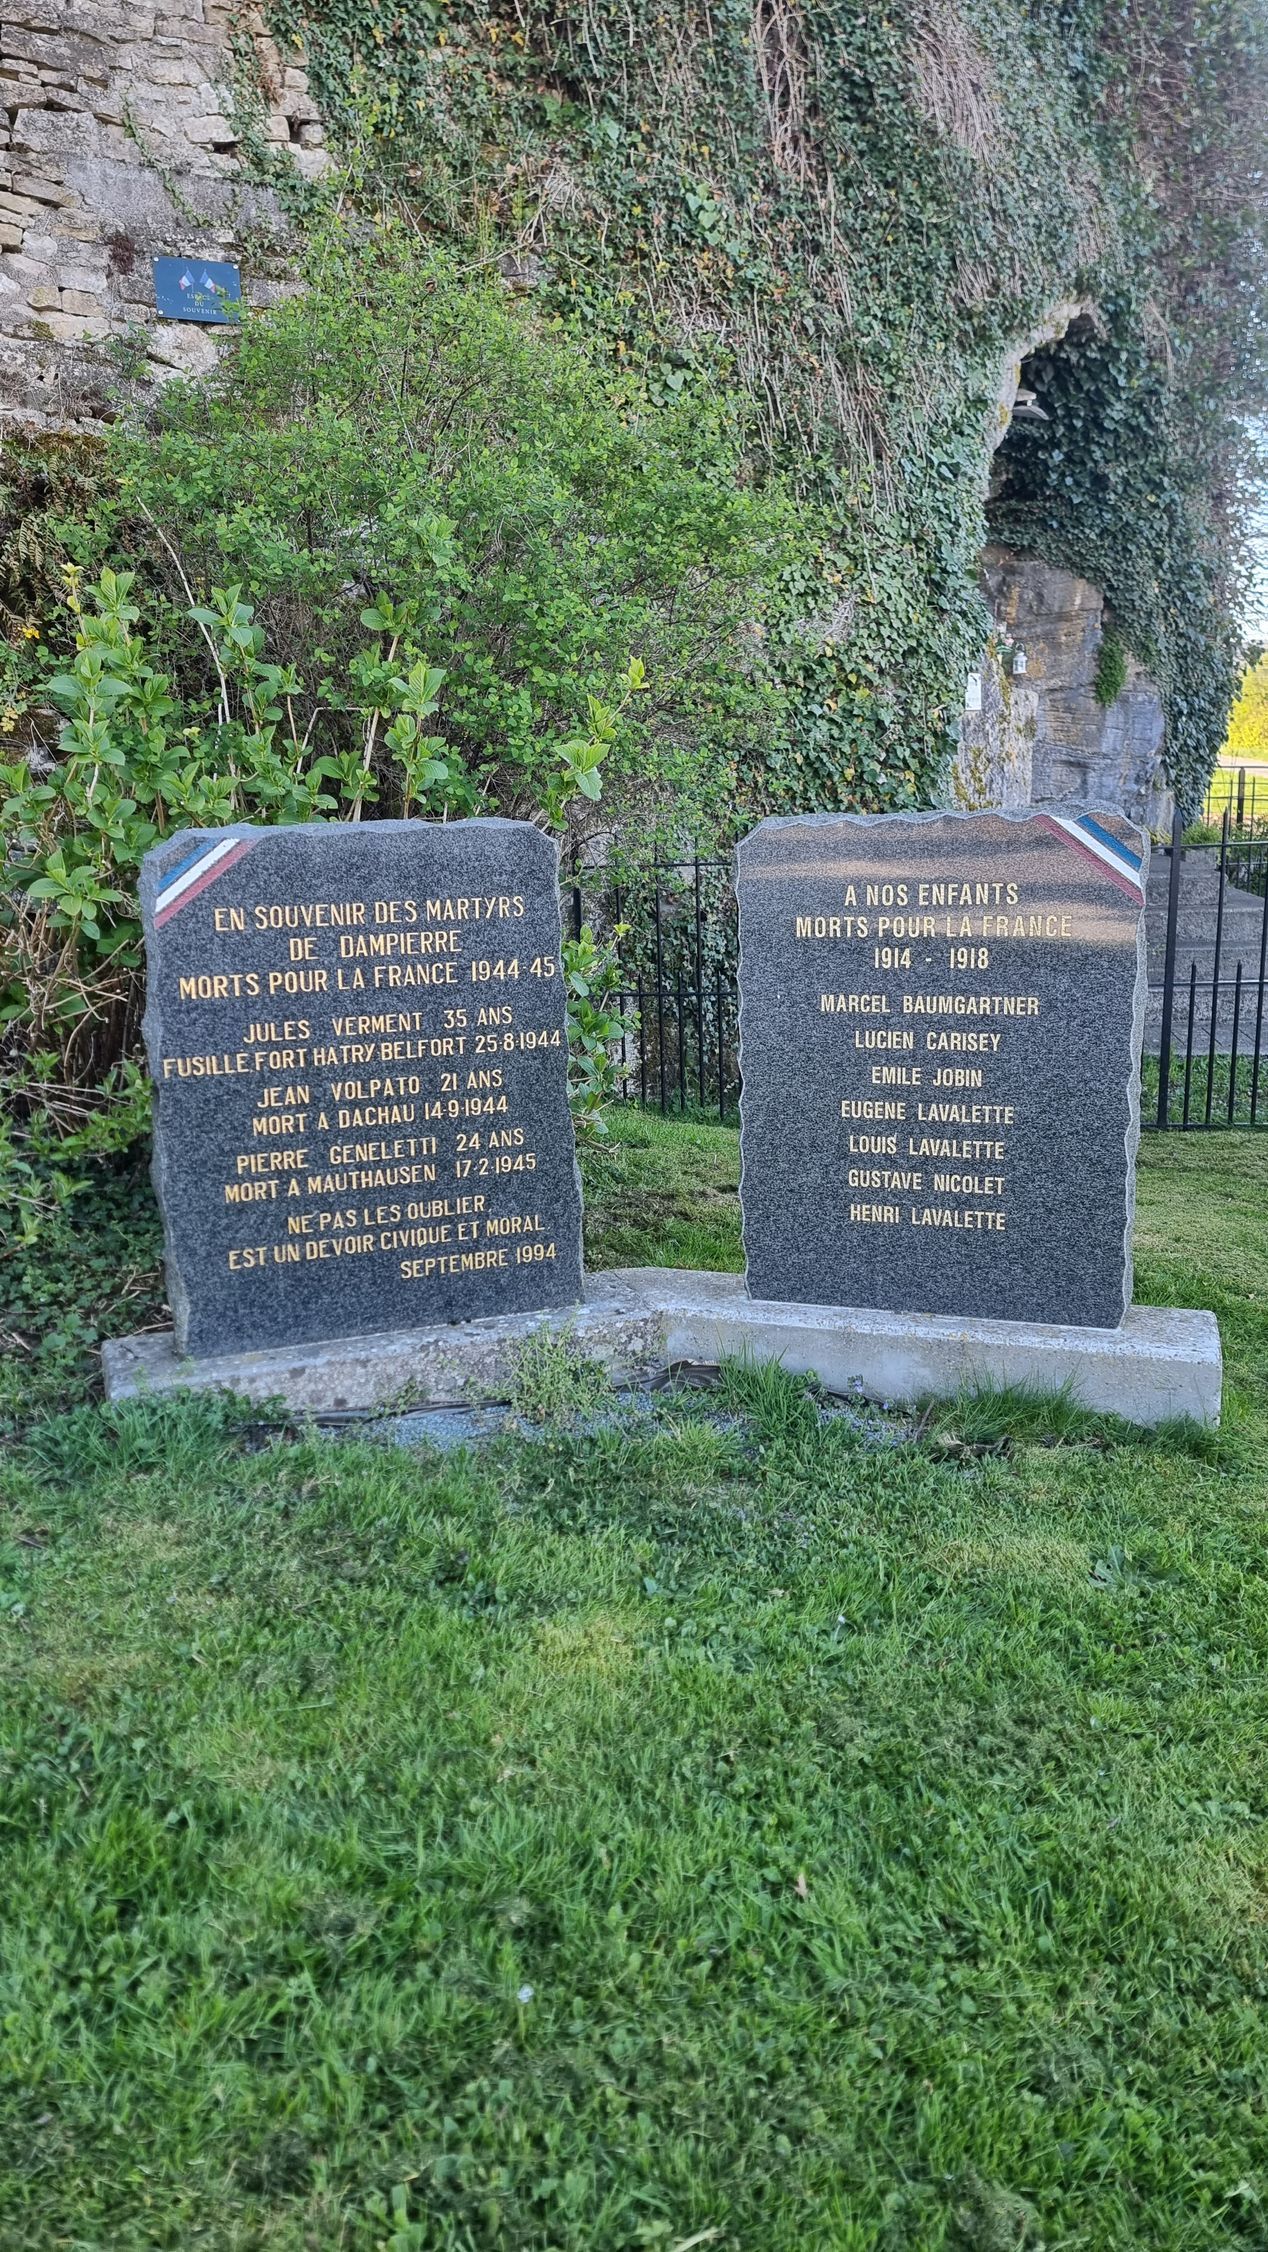 ESPACE
DU
SOUVENIR
EN SOUVENIR DES MARTYRS
DE DAMPIERRE
MORTS POUR LA FRANCE 1944-45
JULES VERMENT 35 ANS
FUSILLE FORT HATRY BELFORT 25·8·1944
JEAN VOLPATO 21 ANS
MORT A DACHAU 14·9·1944
PIERRE GENELETTI 24 ANS
MORT A MAUTHAUSEN 17·2·1945
NE PAS LES OUBLIER,
EST UN DEVOIR CIVIQUE ET MORAL.
SEPTEMBRE 1994
A NOS ENFANTS
MORTS POUR LA FRANCE
1914 - 1918
MARCEL BAUMGARTNER
LUCIEN CARISEY
EMILE JOBIN
EUGENE LAVALETTE
LOUIS LAVALETTE
GUSTAVE NICOLET
HENRI LAVALETTE